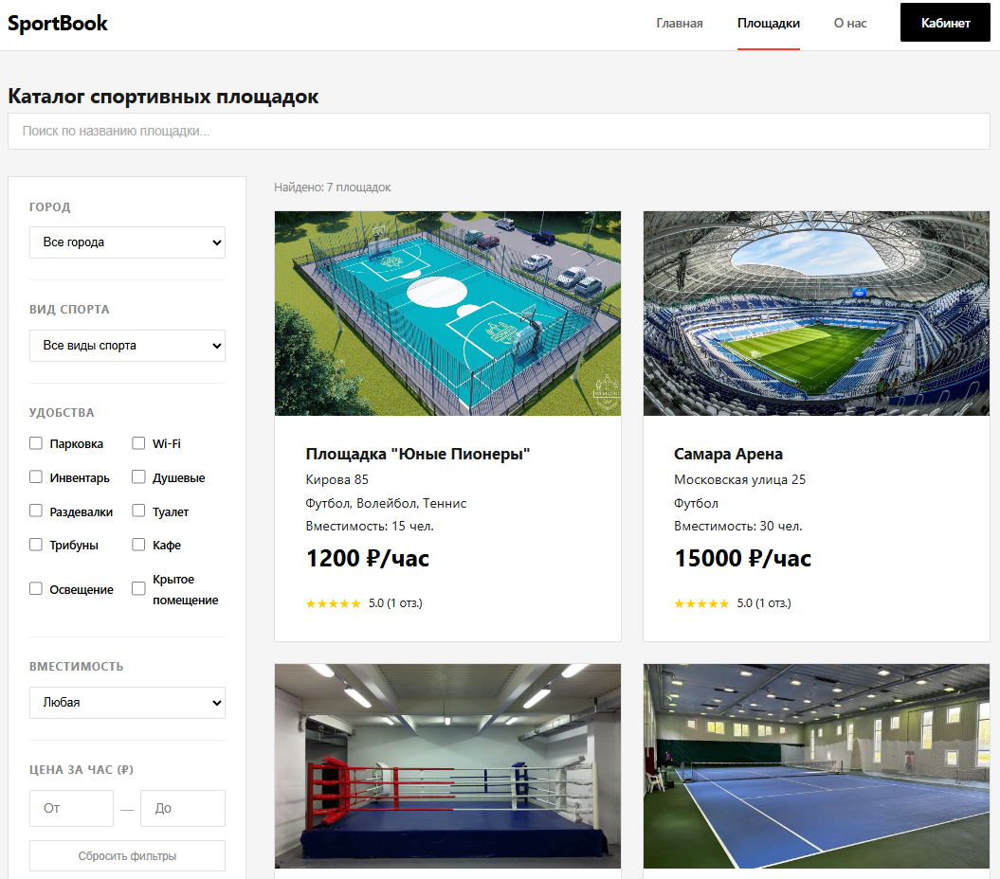 SportBook
Главная
Площадки
О нас
Кабинет
Каталог спортивных площадок
Поиск по названию площадки...
ГОРОД
Все города
ВИД СПОРТА
Все виды спорта
УДОБСТВА
Парковка
Wi-Fi
Инвентарь
Душевые
Раздевалки
Туалет
Трибуны
Кафе
Освещение
Крытое
помещение
ВМЕСТИМОСТЬ
Любая
ЦЕНА ЗА ЧАС (₽)
От
—
До
Сбросить фильтры
Найдено: 7 площадок
Площадка "Юные Пионеры"
Кирова 85
Футбол, Волейбол, Теннис
Вместимость: 15 чел.
1200 ₽/час
★★★★★ 5.0 (1 отз.)
Самара Арена
Московская улица 25
Футбол
Вместимость: 30 чел.
15000 ₽/час
★★★★★ 5.0 (1 отз.)